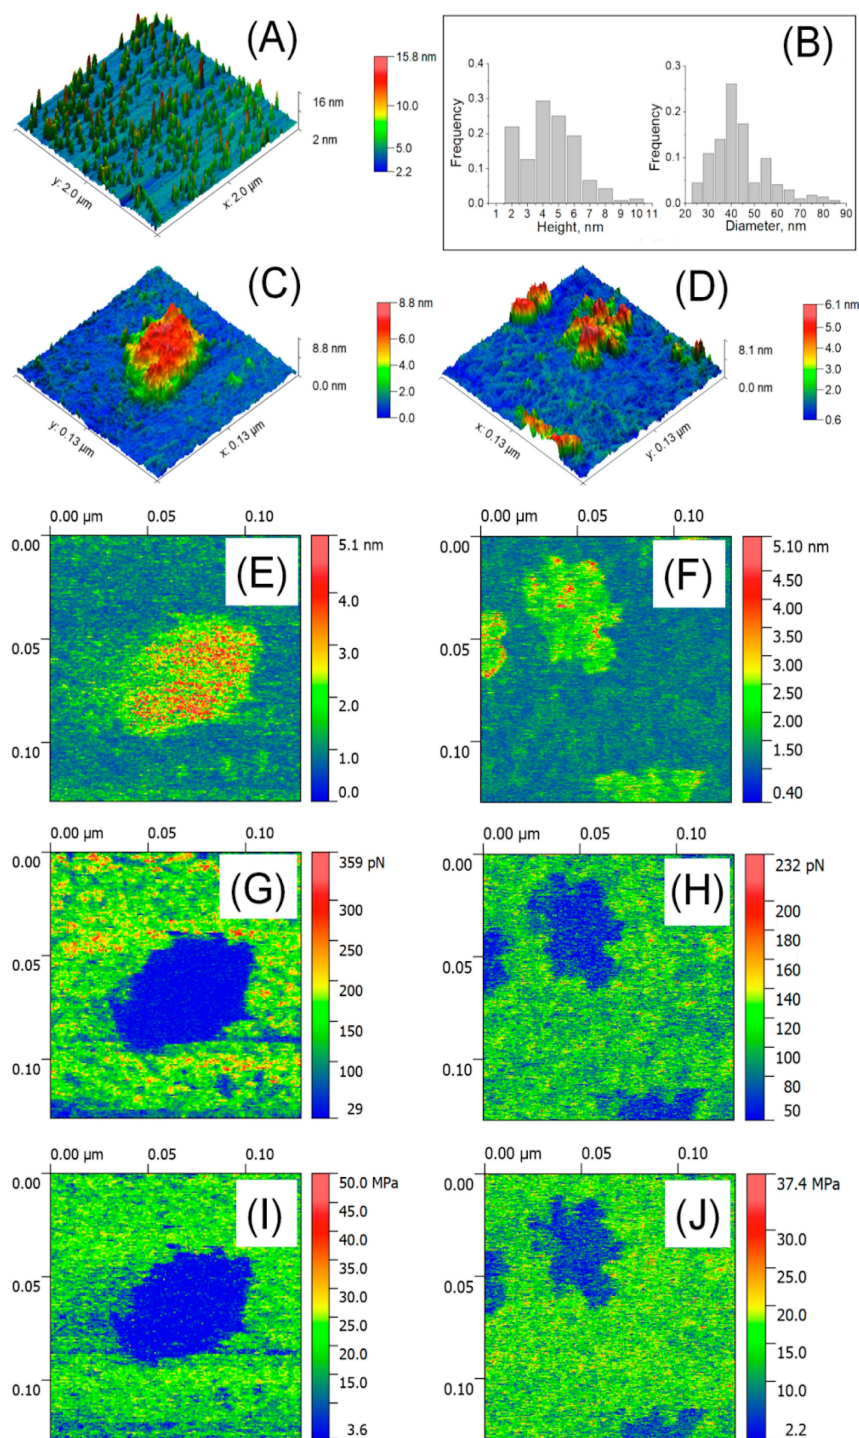 (A)
15.8 nm
10.0
5.0
2.2
16 nm
2 nm
y: 2.0 µm
x: 2.0 µm
(B)
0.4
0.3
0.2
0.1
0.0
Frequency
1 2 3 4 5 6 7 8 9 10 11
Height, nm
0.3
0.2
0.1
0.0
Frequency
20 30 40 50 60 70 80 90
Diameter, nm
(C)
8.8 nm
6.0
4.0
2.0
0.0
8.8 nm
0.0 nm
y: 0.13 µm
x: 0.13 µm
(D)
6.1 nm
5.0
4.0
3.0
2.0
0.6
8.1 nm
0.0 nm
x: 0.13 µm
y: 0.13 µm
0.00 µm 0.05 0.10
0.00
0.05
0.10
(E)
5.1 nm
4.0
3.0
2.0
1.0
0.0
0.00 µm 0.05 0.10
0.00
0.05
0.10
(F)
5.10 nm
4.50
4.00
3.50
3.00
2.50
2.00
1.50
0.40
0.00 µm 0.05 0.10
0.00
0.05
0.10
(G)
359 pN
300
250
200
150
100
29
0.00 µm 0.05 0.10
0.00
0.05
0.10
(H)
232 pN
200
180
160
140
120
100
80
50
0.00 µm 0.05 0.10
0.00
0.05
0.10
(I)
50.0 MPa
45.0
40.0
35.0
30.0
25.0
20.0
15.0
10.0
3.6
0.00 µm 0.05 0.10
0.00
0.05
0.10
(J)
37.4 MPa
30.0
25.0
20.0
15.0
10.0
2.2